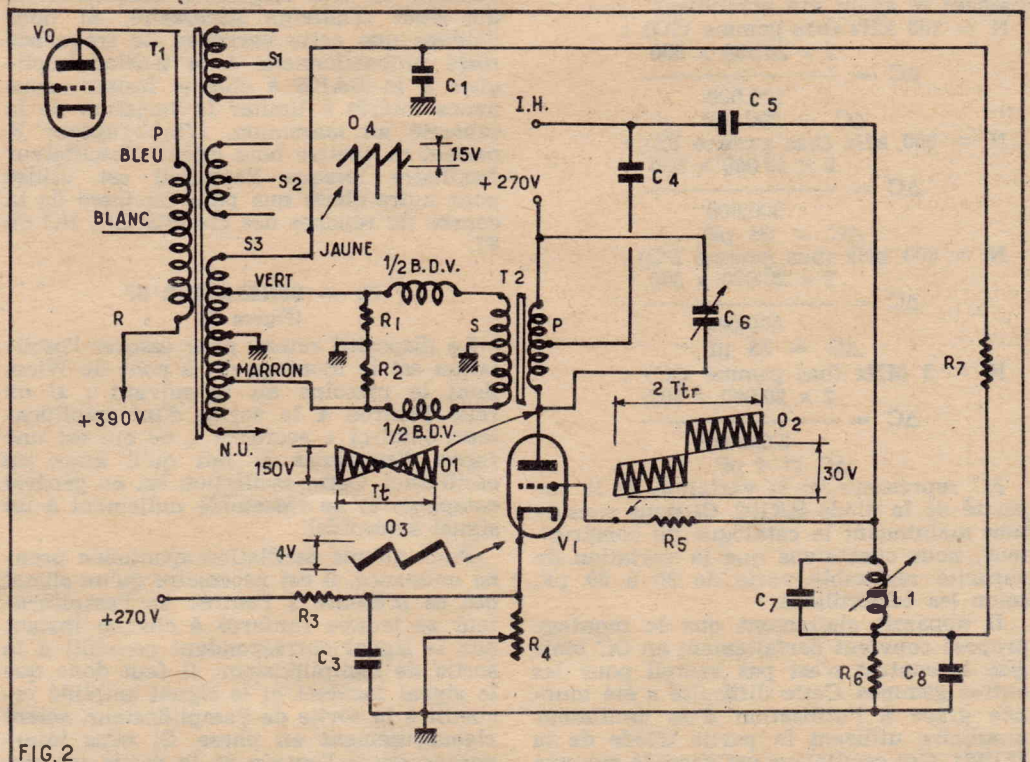 V0
T1
S1
C1
I.H.
C5
O4
15V
C4
P
BLEU
+270V
S2
BLANC
S3
JAUNE
1/2 B.D.V.
VERT
T2
C6
R1
S
P
R7
R
R2
MARRON
2 Ttr
+390V
1/2 B.D.V.
O2
N.U.
150V
O1
30V
Tt
V1
R5
O3
4V
C7
L1
+270V
R3
C3
R4
R6
C8
FIG.2